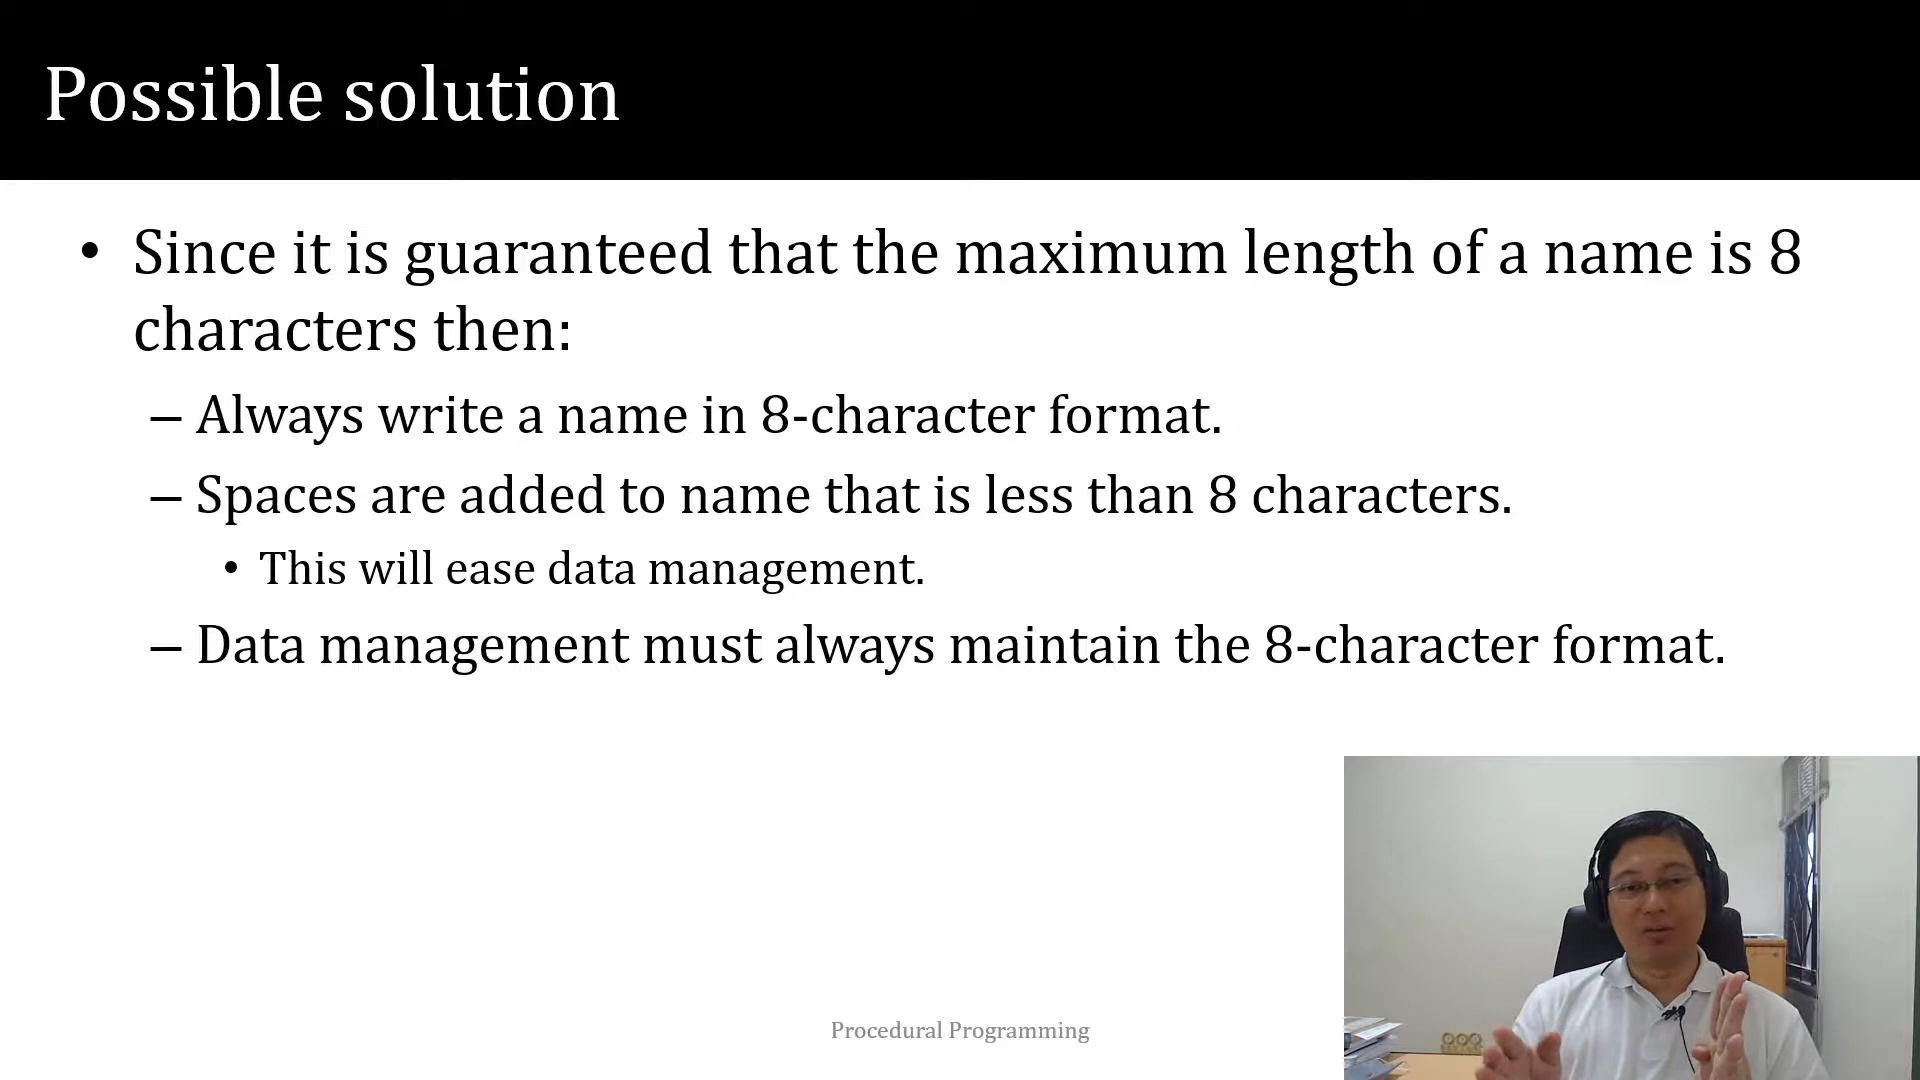 Possible solution
• Since it is guaranteed that the maximum length of a name is 8
characters then:
– Always write a name in 8-character format.
– Spaces are added to name that is less than 8 characters.
• This will ease data management.
– Data management must always maintain the 8-character format.
Procedural Programming